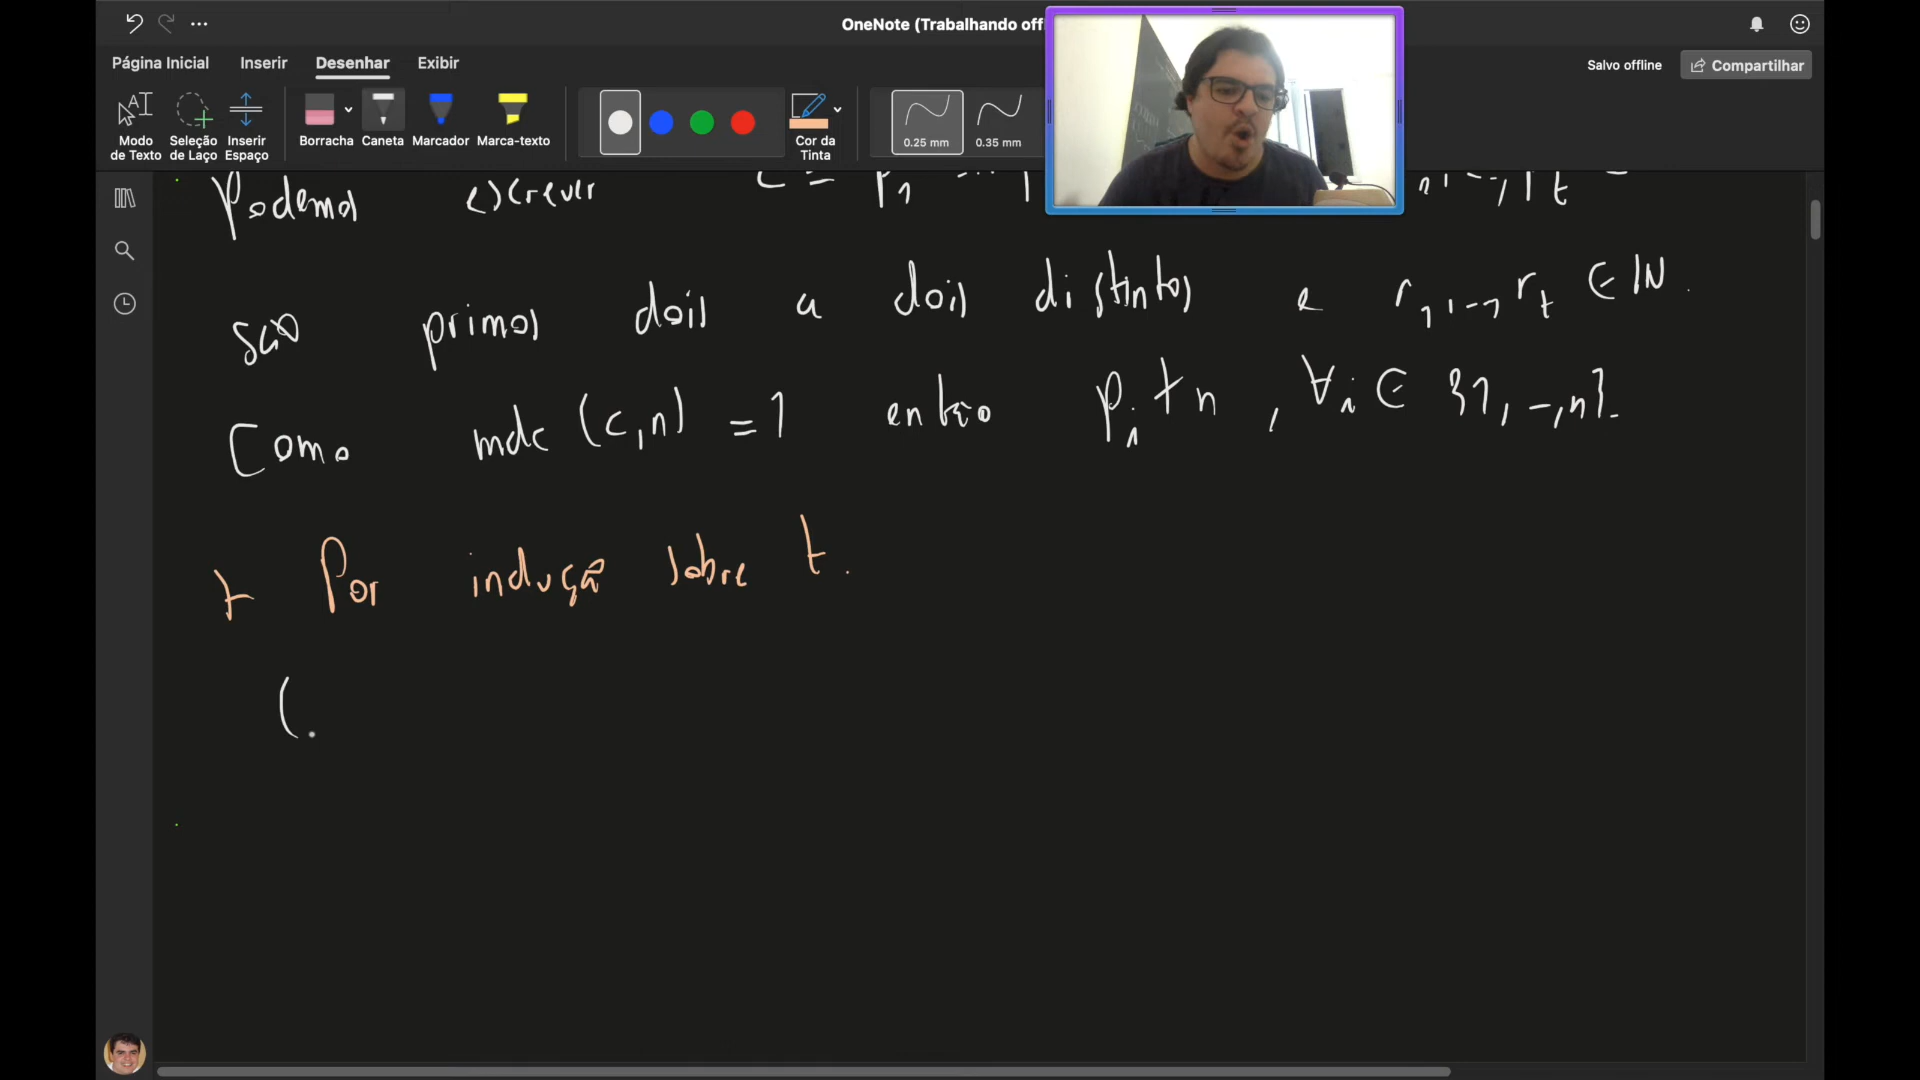 OneNote (Trabalhando off
Página Inicial Inserir Desenhar Exibir
Salvo offline Compartilhar
Modo de Texto
Seleção de Laço
Inserir Espaço
Borracha
Caneta
Marcador
Marca-texto
Cor da Tinta
0.25 mm
0.35 mm
Podemos escrever c =
são primos dois a dois distintos e r₁, ..., r_t ∈ ℕ.
Como mdc (c,n) = 1 então p_i ∤ n, ∀i ∈ {1, ..., n}.
Por indução sobre t.
(.